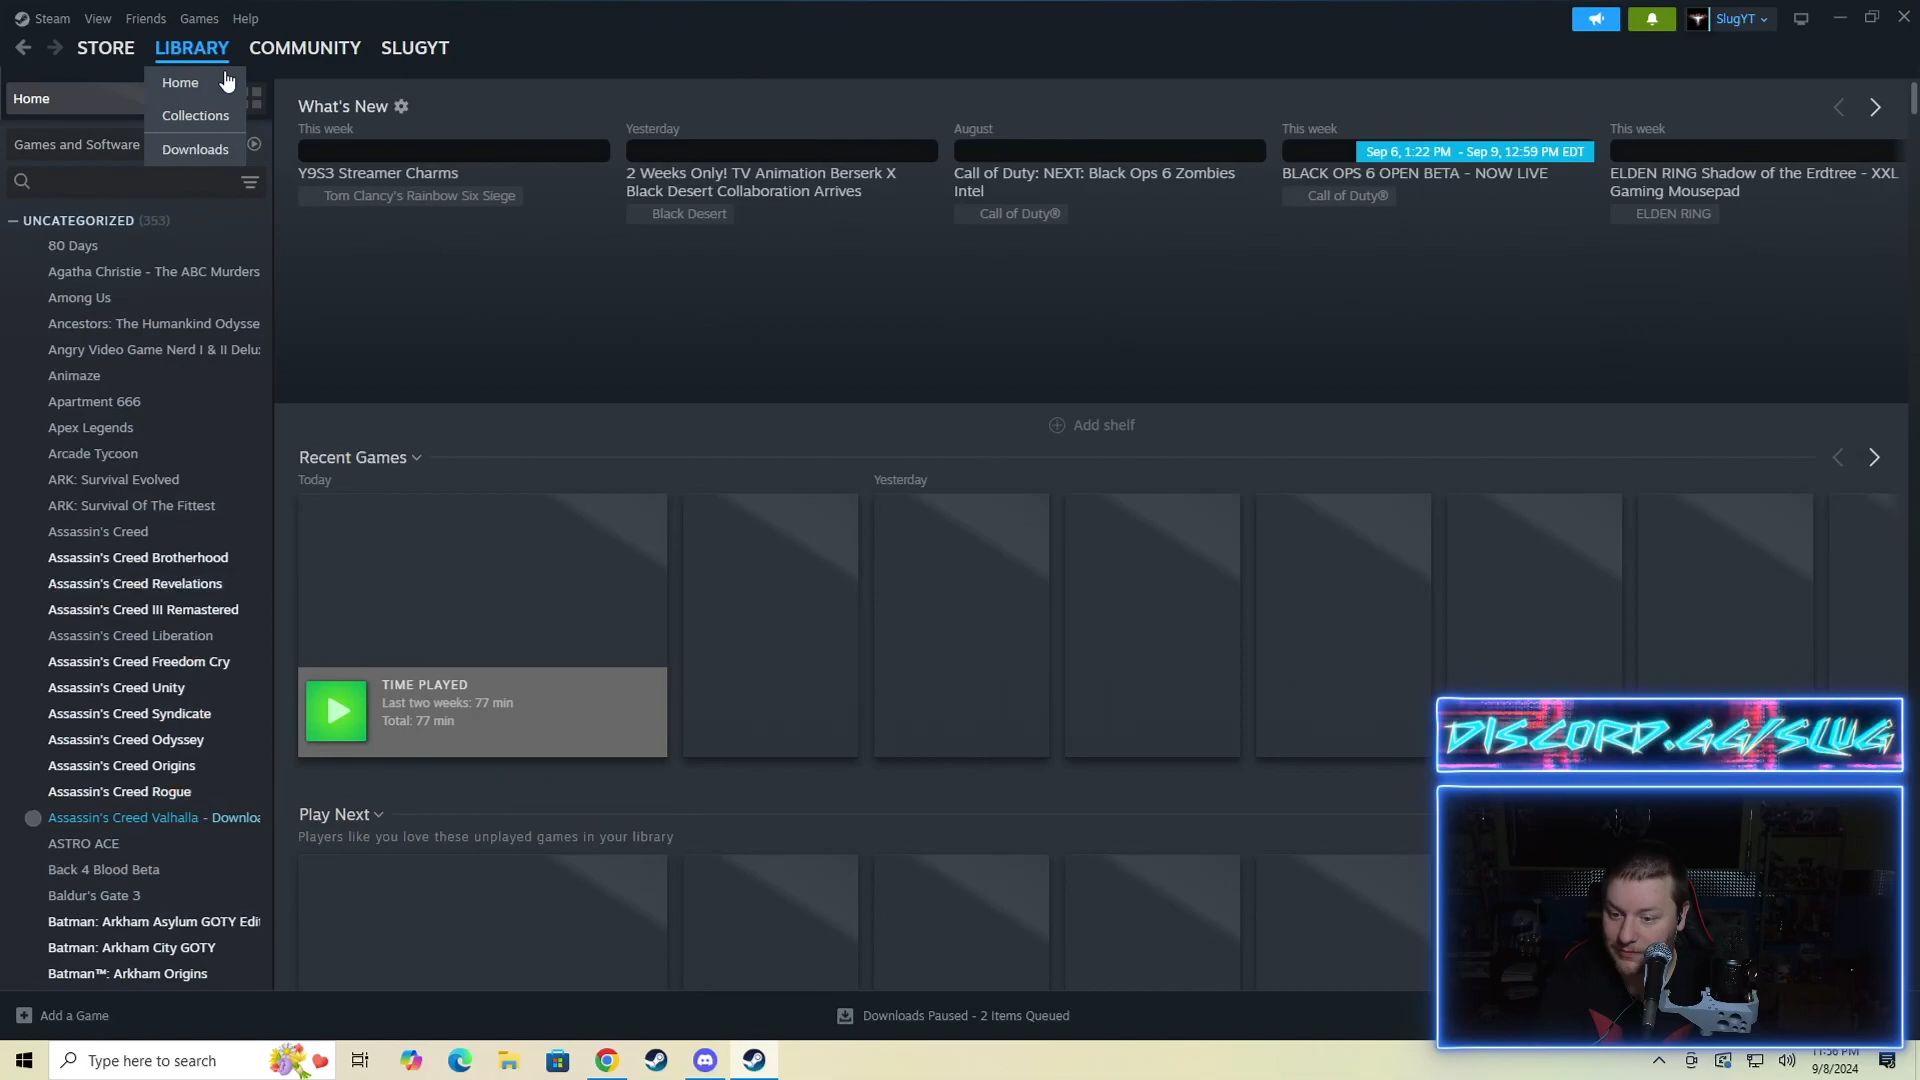 Steam View Friends Games Help
SlugYT
STORE LIBRARY COMMUNITY SLUGYT
Home
Collections
Downloads
Home
Games and Software
UNCATEGORIZED (353)
80 Days
Agatha Christie - The ABC Murders
Among Us
Ancestors: The Humankind Odysse
Angry Video Game Nerd I & II Delu
Animaze
Apartment 666
Apex Legends
Arcade Tycoon
ARK: Survival Evolved
ARK: Survival Of The Fittest
Assassin's Creed
Assassin's Creed Brotherhood
Assassin's Creed Revelations
Assassin's Creed III Remastered
Assassin's Creed Liberation
Assassin's Creed Freedom Cry
Assassin's Creed Unity
Assassin's Creed Syndicate
Assassin's Creed Odyssey
Assassin's Creed Origins
Assassin's Creed Rogue
Assassin's Creed Valhalla - Downloa
ASTRO ACE
Back 4 Blood Beta
Baldur's Gate 3
Batman: Arkham Asylum GOTY Edit
Batman: Arkham City GOTY
Batman™: Arkham Origins
What's New
This week
Y9S3 Streamer Charms
Tom Clancy's Rainbow Six Siege
Yesterday
2 Weeks Only! TV Animation Berserk X
Black Desert Collaboration Arrives
Black Desert
August
Call of Duty: NEXT: Black Ops 6 Zombies
Intel
Call of Duty®
This week
Sep 6, 1:22 PM - Sep 9, 12:59 PM EDT
BLACK OPS 6 OPEN BETA - NOW LIVE
Call of Duty®
This week
ELDEN RING Shadow of the Erdtree - XXL
Gaming Mousepad
ELDEN RING
Add shelf
Recent Games
Today
Yesterday
TIME PLAYED
Last two weeks: 77 min
Total: 77 min
Play Next
Players like you love these unplayed games in your library
DISCORD.GG/SLUG
Add a Game
Downloads Paused - 2 Items Queued
Type here to search
11:56 PM
9/8/2024